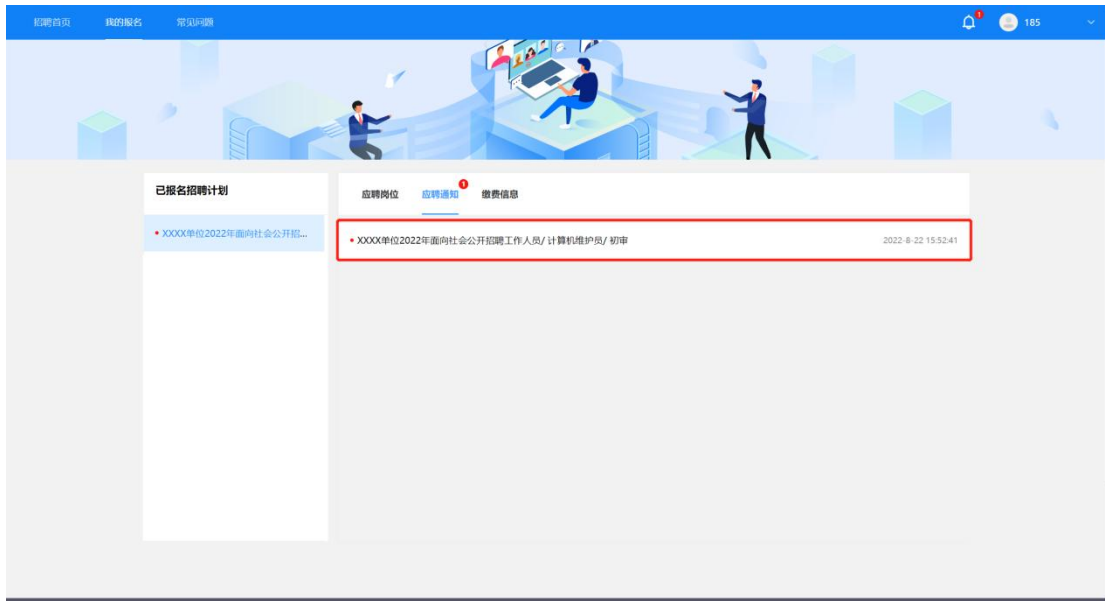 招聘首页 我的报名 常见问题 1 185
已报名招聘计划
应聘岗位 应聘通知 1 缴费信息
XXXX单位2022年面向社会公开招...
XXXX单位2022年面向社会公开招聘工作人员/ 计算机维护员/ 初审 2022-8-22 15:52:41